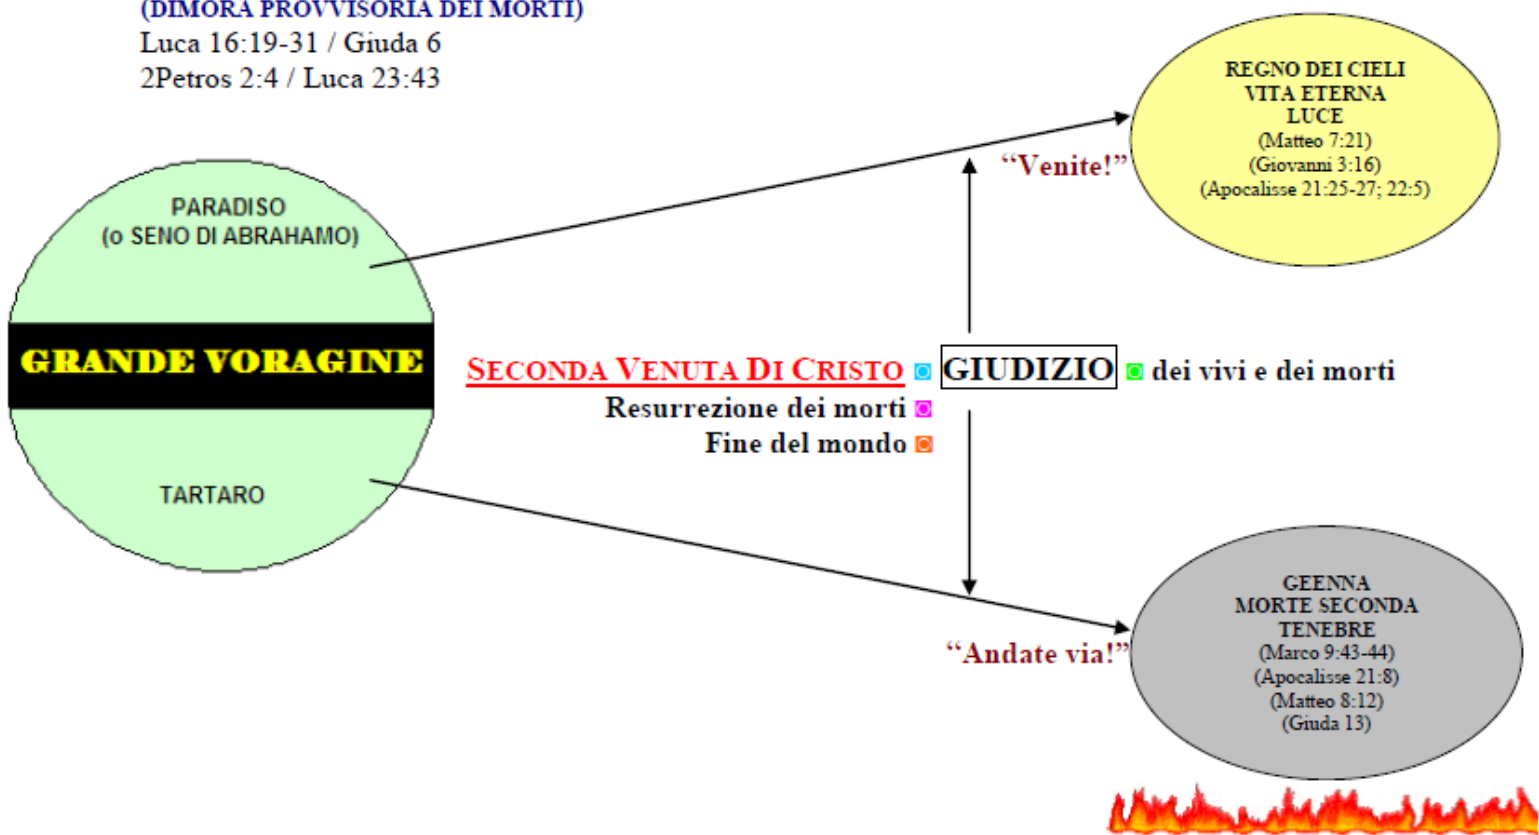 (DIMORA PROVVISORIA DEI MORTI)
Luca 16:19-31 / Giuda 6
2Petros 2:4 / Luca 23:43
PARADISO
(o SENO DI ABRAHAMO)
GRANDE VORAGINE
TARTARO
SECONDA VENUTA DI CRISTO ◙ GIUDIZIO ◙ dei vivi e dei morti
Resurrezione dei morti ◙
Fine del mondo ◙
“Venite!”
REGNO DEI CIELI
VITA ETERNA
LUCE
(Matteo 7:21)
(Giovanni 3:16)
(Apocalisse 21:25-27; 22:5)
“Andate via!”
GEENNA
MORTE SECONDA
TENEBRE
(Marco 9:43-44)
(Apocalisse 21:8)
(Matteo 8:12)
(Giuda 13)